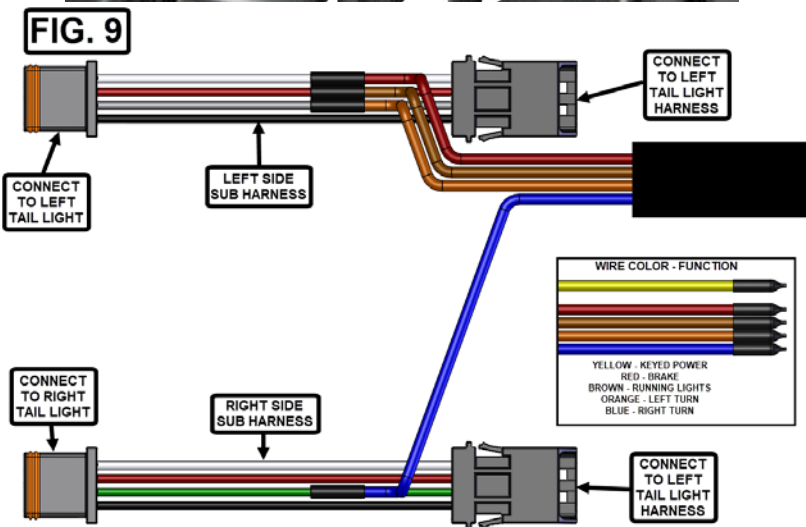 FIG. 9
CONNECT
TO LEFT
TAIL LIGHT
HARNESS
CONNECT
TO LEFT
TAIL LIGHT
LEFT SIDE
SUB HARNESS
WIRE COLOR - FUNCTION
YELLOW - KEYED POWER
RED - BRAKE
BROWN - RUNNING LIGHTS
ORANGE - LEFT TURN
BLUE - RIGHT TURN
CONNECT
TO RIGHT
TAIL LIGHT
RIGHT SIDE
SUB HARNESS
CONNECT
TO LEFT
TAIL LIGHT
HARNESS